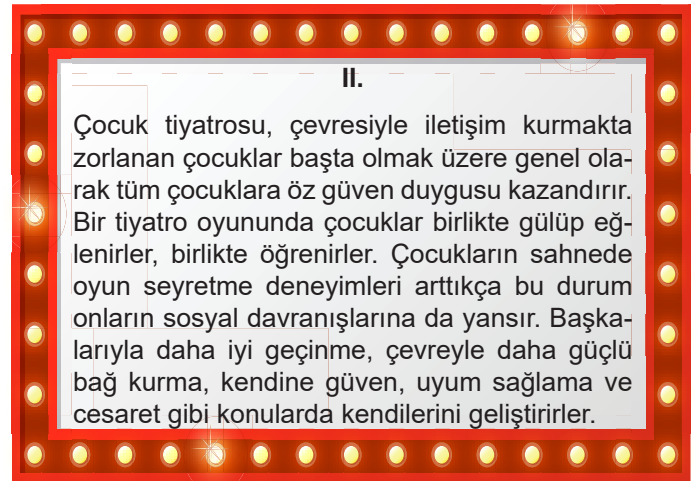 II.
Çocuk tiyatrosu, çevresiyle iletişim kurmakta
zorlanan çocuklar başta olmak üzere genel ola-
rak tüm çocuklara öz güven duygusu kazandırır.
Bir tiyatro oyununda çocuklar birlikte gülüp eğ-
lenirler, birlikte öğrenirler. Çocukların sahnede
oyun seyretme deneyimleri arttıkça bu durum
onların sosyal davranışlarına da yansır. Başka-
larıyla daha iyi geçinme, çevreyle daha güçlü
bağ kurma, kendine güven, uyum sağlama ve
cesaret gibi konularda kendilerini geliştirirler.